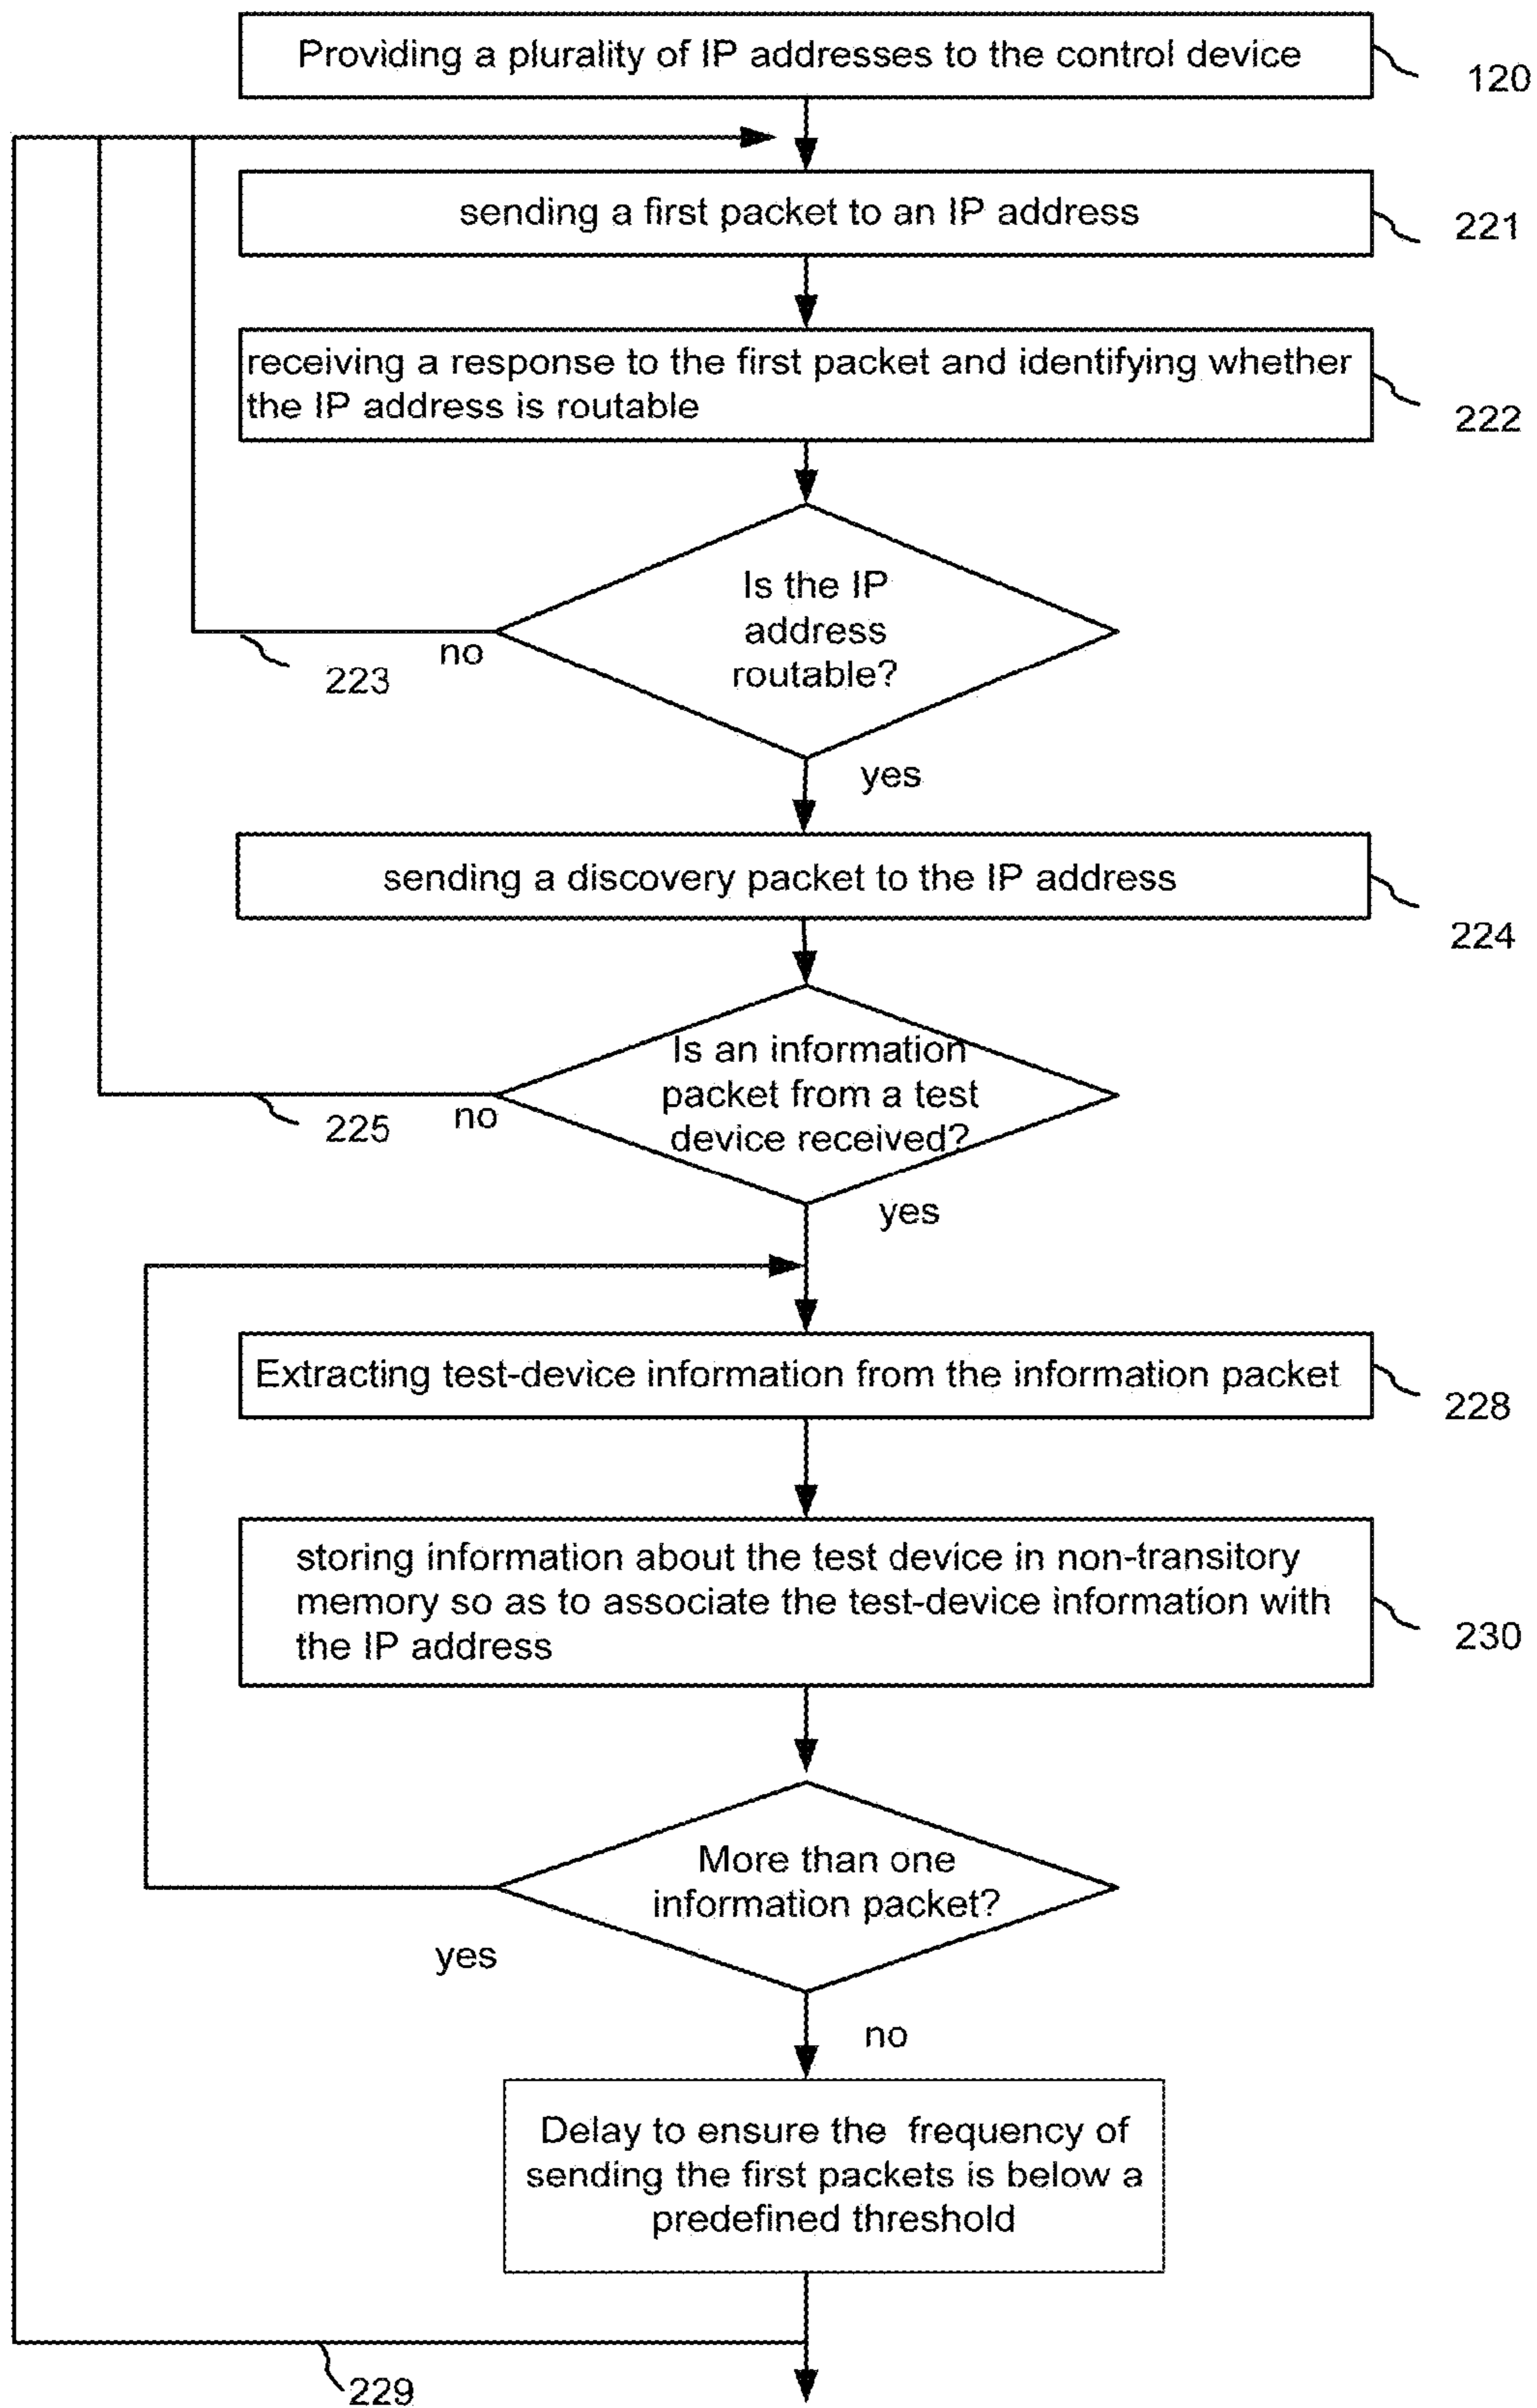 Providing a plurality of IP addresses to the control device
120
sending a first packet to an IP address
221
receiving a response to the first packet and identifying whether
the IP address is routable
222
Is the IP
address
routable?
no
223
yes
sending a discovery packet to the IP address
224
Is an information
packet from a test
device received?
225
no
yes
Extracting test-device information from the information packet
228
storing information about the test device in non-transitory
memory so as to associate the test-device information with
the IP address
230
More than one
information packet?
yes
no
Delay to ensure the frequency of
sending the first packets is below a
predefined threshold
229